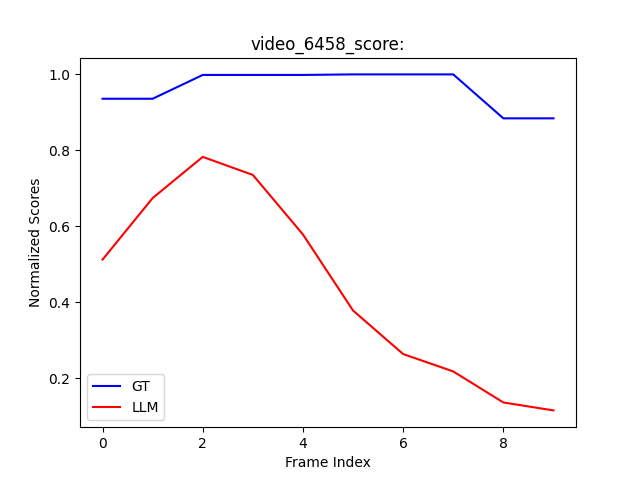 video_6458_score:
Normalized Scores
1.0
0.8
0.6
0.4
0.2
GT
LLM
0 2 4 6 8
Frame Index